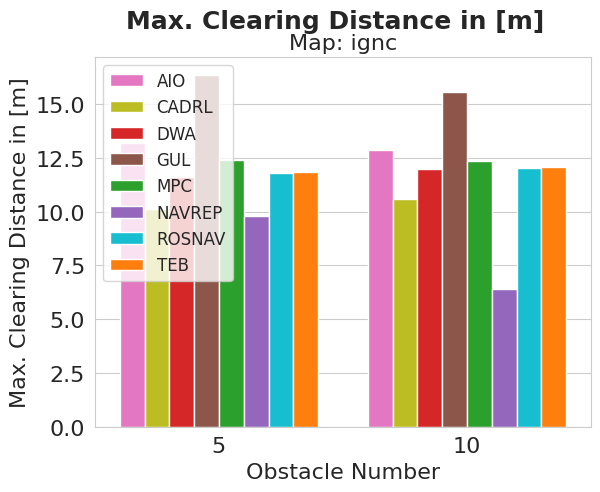 Max. Clearing Distance in [m]
Map: ignc
Max. Clearing Distance in [m]
15.0
12.5
10.0
7.5
5.0
2.5
0.0
AIO
CADRL
DWA
GUL
MPC
NAVREP
ROSNAV
TEB
5
10
Obstacle Number